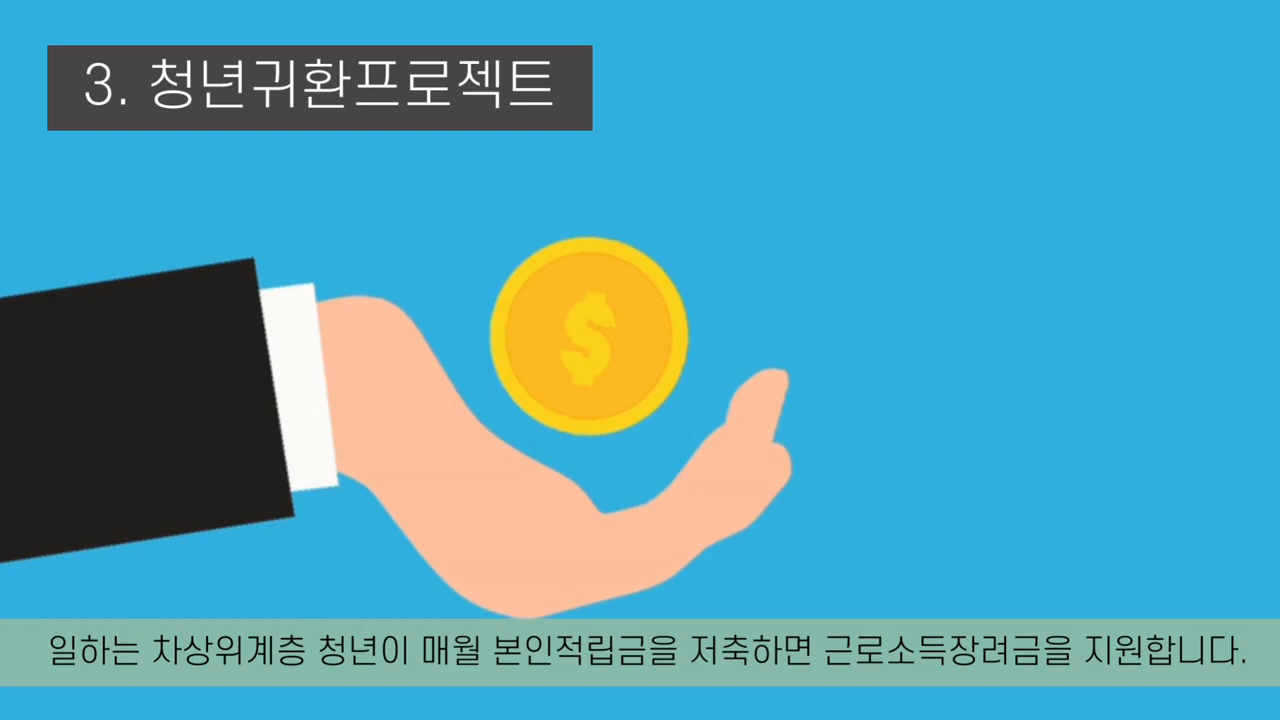 3. 청년귀환프로젝트
$
일하는 차상위계층 청년이 매월 본인적립금을 저축하면 근로소득장려금을 지원합니다.